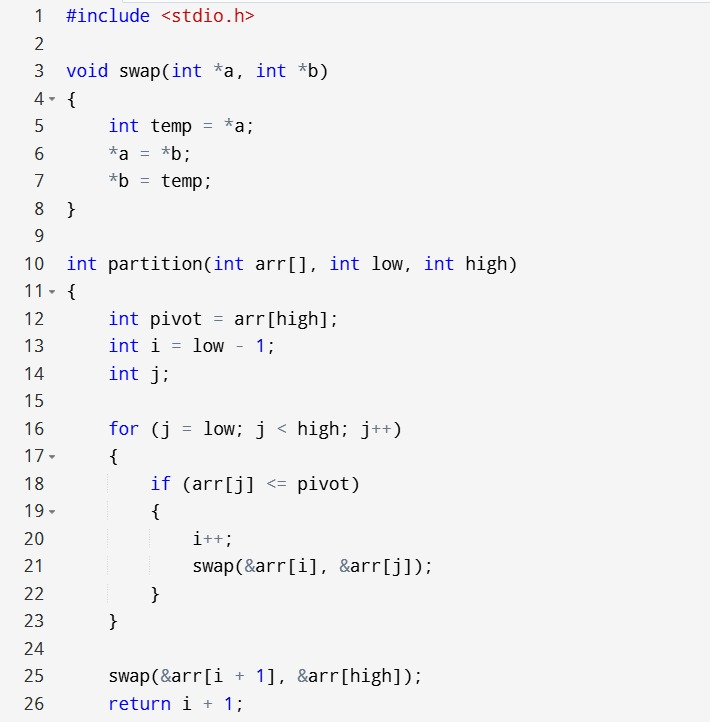 1 #include <stdio.h>
2
3 void swap(int *a, int *b)
4 {
5     int temp = *a;
6     *a = *b;
7     *b = temp;
8 }
9
10 int partition(int arr[], int low, int high)
11 {
12     int pivot = arr[high];
13     int i = low - 1;
14     int j;
15
16     for (j = low; j < high; j++)
17     {
18         if (arr[j] <= pivot)
19         {
20             i++;
21             swap(&arr[i], &arr[j]);
22         }
23     }
24
25     swap(&arr[i + 1], &arr[high]);
26     return i + 1;